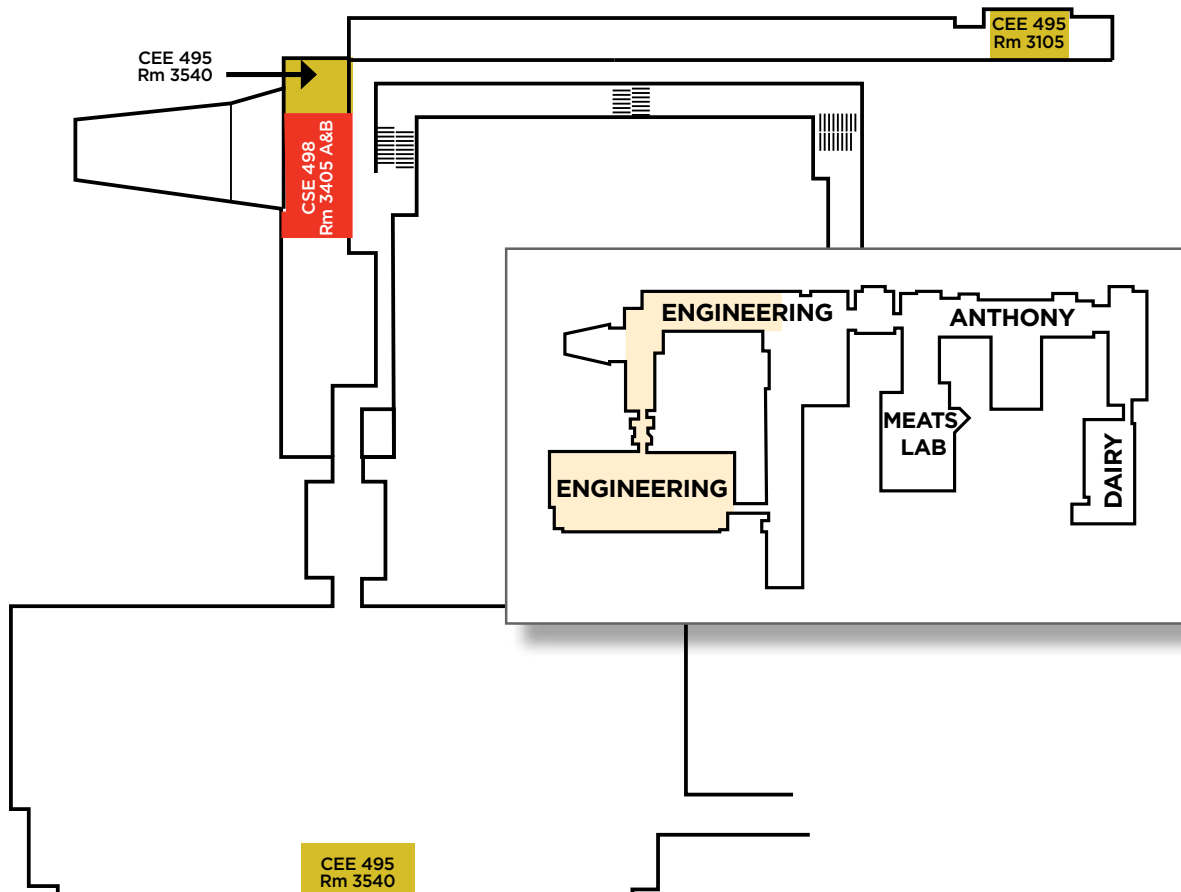 CEE 495
Rm 3105
CEE 495
Rm 3540
CSE 498
Rm 3405 A&B
ENGINEERING
ANTHONY
MEATS
LAB
DAIRY
ENGINEERING
CEE 495
Rm 3540